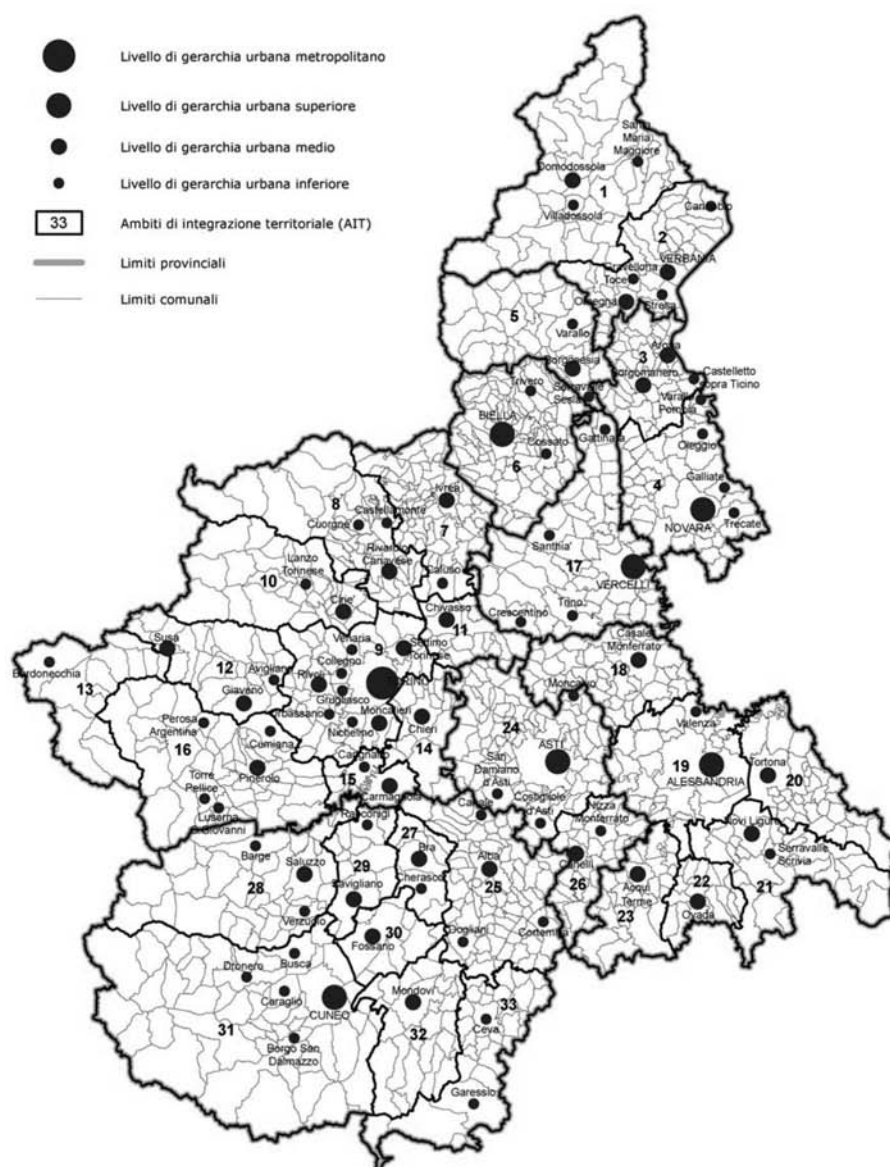 Livello di gerarchia urbana metropolitano
Livello di gerarchia urbana superiore
Livello di gerarchia urbana medio
Livello di gerarchia urbana inferiore
33
Ambiti di integrazione territoriale (AIT)
Limiti provinciali
Limiti comunali
Santa
Maria
Maggiore
Domodossola
1
Villadossola
Cannobio
2
Gravellona
Toce
VERBANIA
Omegna
Stresa
5
Varallo
3
Arona
Borgosesia
Borgomanero
Castelletto
sopra Ticino
Trivero
Serravalle
Sesia
Varallo
Pombia
BIELLA
Gattinara
Oleggio
Cossato
6
4
Galliate
Ivrea
8
Castellamonte
7
Cuorgnè
NOVARA
Trecate
Santhia'
17
Lanzo
Torinese
10
Rivarolo
Canavese
Caluso
VERCELLI
Cirie'
Crescentino
Trino
Chivasso
11
Susa
Venaria
9
Settimo
Torinese
Casale
Monferrato
18
Bardonecchia
12
Avigliana
Collegno
13
Rivoli
TORINO
Moncalvo
Giaveno
Grugliasco
Orbassano
Moncalieri
Valenza
Perosa
Argentina
Nichelino
Chieri
24
16
Cumiana
14
ASTI
19
Tortona
Carignano
San
Damiano
d'Asti
ALESSANDRIA
20
Pinerolo
15
Torre
Pellice
Carmagnola
Costigliole
d'Asti
Luserna
S.Giovanni
Racconigi
Canale
Nizza
Monferrato
Novi Ligure
27
Barge
29
Bra
Serravalle
Scrivia
Saluzzo
Alba
Canelli
28
Cherasco
25
26
Acqui
Terme
22
21
Savigliano
23
Ovada
Verzuolo
30
Dogliani
Cortemilia
Fossano
Dronero
Busca
Caraglio
Mondovi'
33
31
CUNEO
Ceva
32
Borgo San
Dalmazzo
Garessio